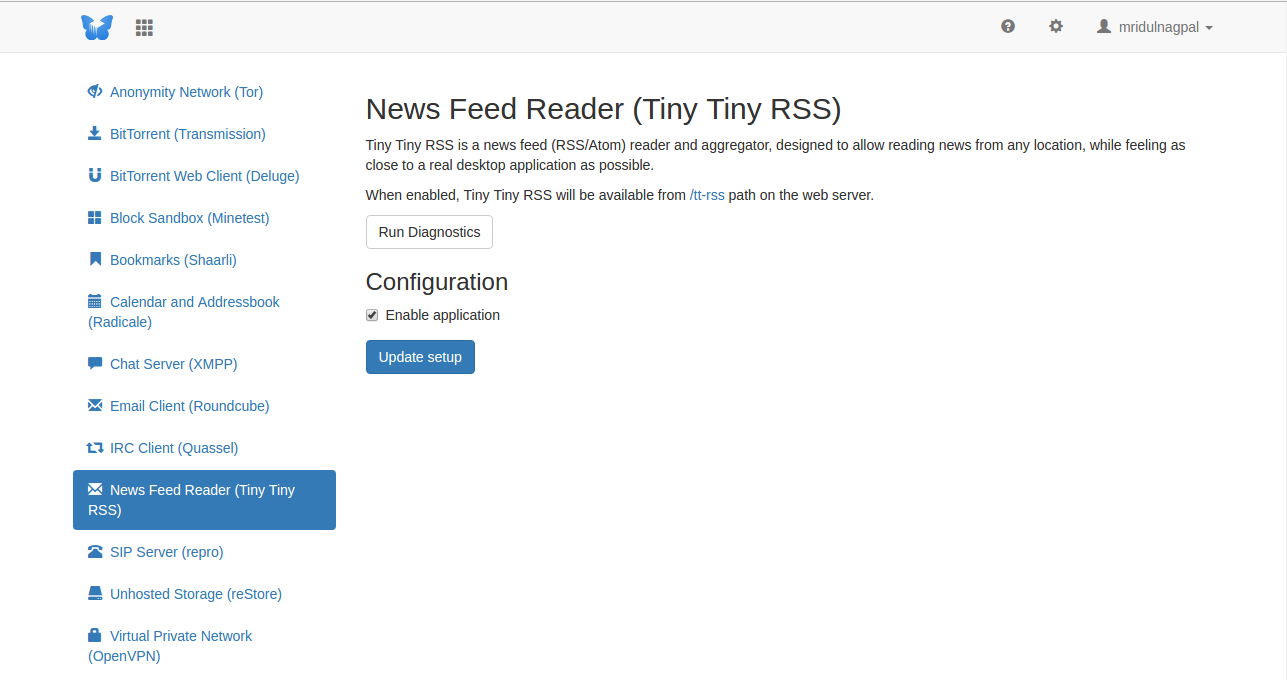 mridulnagpal
Anonymity Network (Tor)
BitTorrent (Transmission)
BitTorrent Web Client (Deluge)
Block Sandbox (Minetest)
Bookmarks (Shaarli)
Calendar and Addressbook
(Radicale)
Chat Server (XMPP)
Email Client (Roundcube)
IRC Client (Quassel)
News Feed Reader (Tiny Tiny
RSS)
SIP Server (repro)
Unhosted Storage (reStore)
Virtual Private Network
(OpenVPN)
News Feed Reader (Tiny Tiny RSS)
Tiny Tiny RSS is a news feed (RSS/Atom) reader and aggregator, designed to allow reading news from any location, while feeling as
close to a real desktop application as possible.
When enabled, Tiny Tiny RSS will be available from /tt-rss path on the web server.
Run Diagnostics
Configuration
Enable application
Update setup